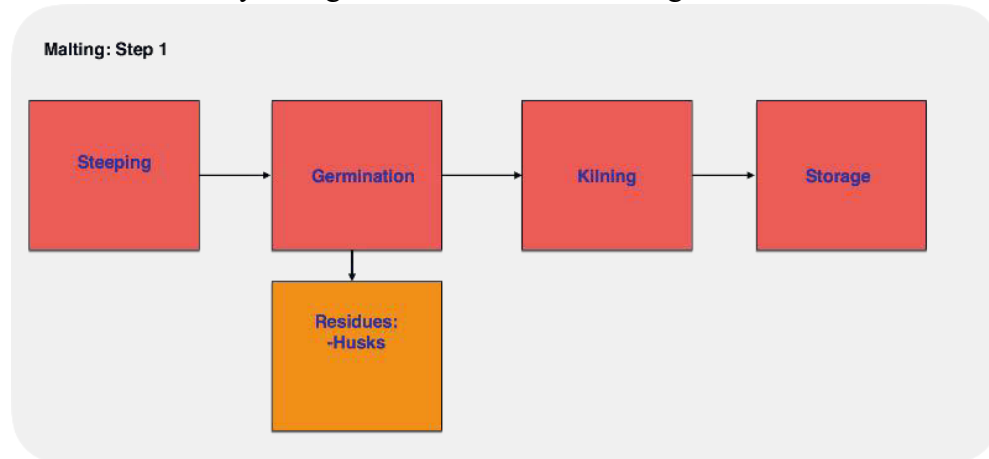 Malting: Step 1
Steeping
Germination
Kilning
Storage
Residues:
-Husks